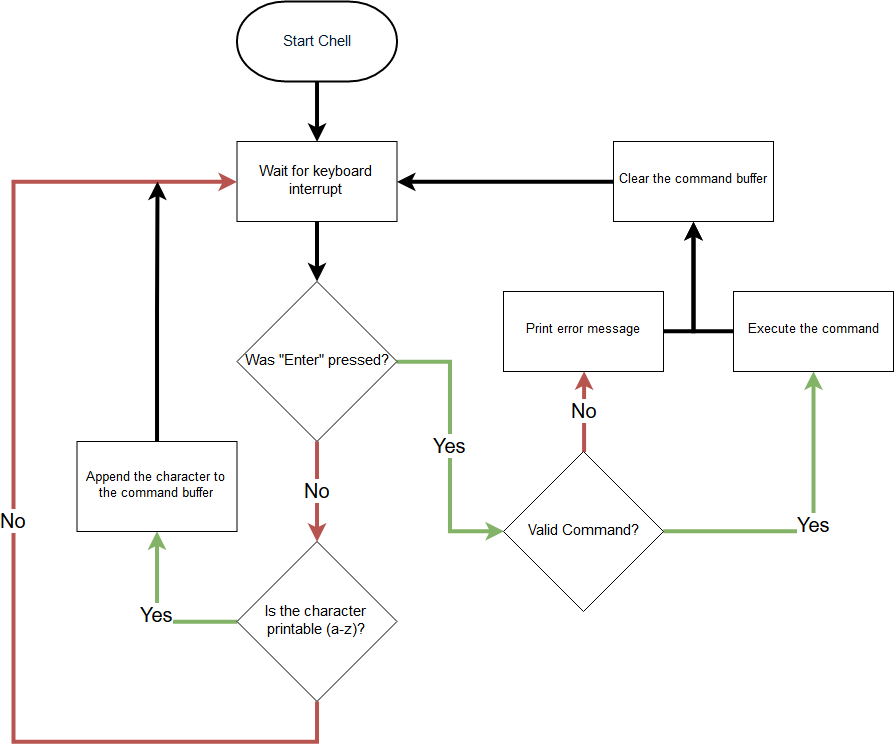 Start Chell
Wait for keyboard
interrupt
Clear the command buffer
Print error message
Execute the command
Was "Enter" pressed?
No
Yes
Append the character to
the command buffer
No
No
Valid Command?
Yes
Is the character
printable (a-z)?
Yes